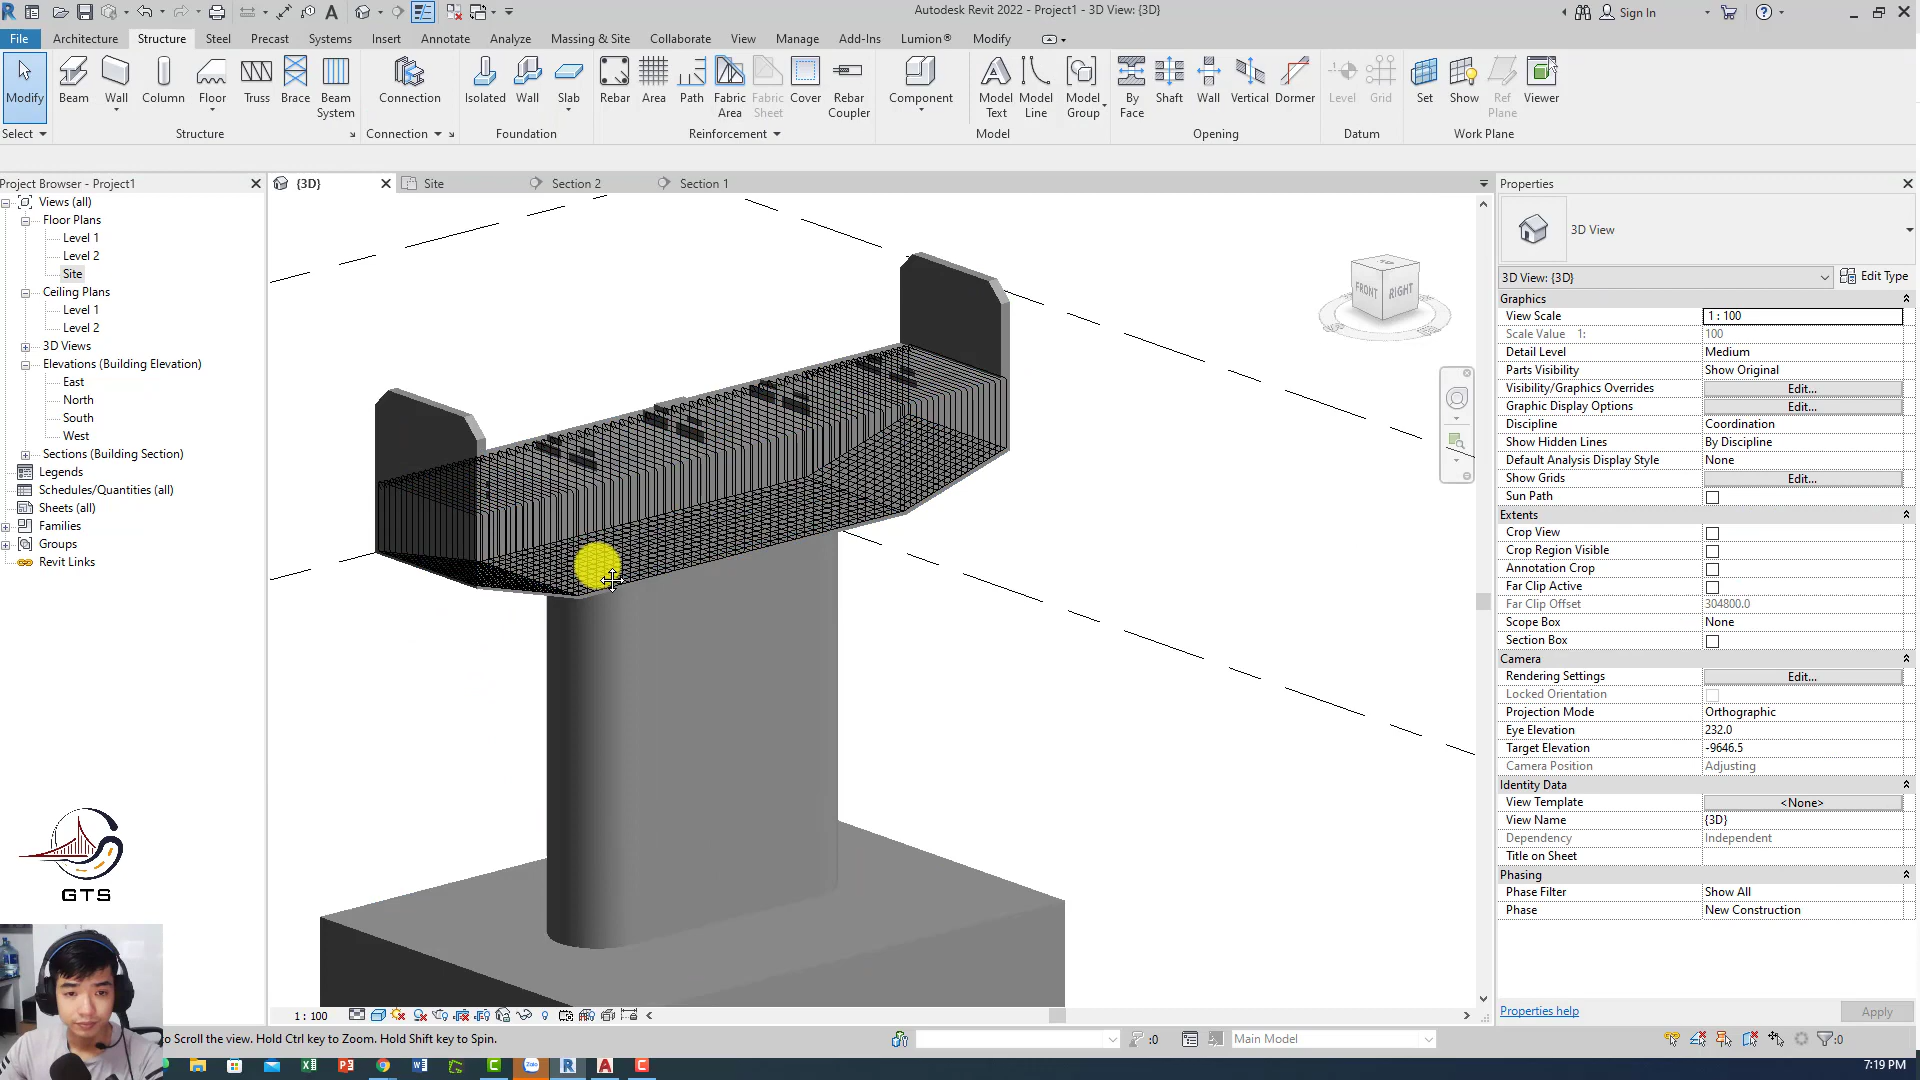 Autodesk Revit 2022 - Project1 - 3D View: {3D}
Sign In
File Architecture Structure Steel Precast Systems Insert Annotate Analyze Massing & Site Collaborate View Manage Add-Ins Lumion® Modify
Modify Beam Wall Column Floor Truss Brace Beam System Connection Isolated Wall Slab Rebar Area Path Fabric Area Fabric Sheet Cover Rebar Coupler Component Model Text Model Line Model Group By Face Shaft Wall Vertical Dormer Level Grid Set Show Ref Plane Viewer
Select Structure Connection Foundation Reinforcement Model Opening Datum Work Plane
Project Browser - Project1
{3D} Site Section 2 Section 1
Properties
Views (all)
Floor Plans
Level 1
Level 2
Site
Ceiling Plans
Level 1
Level 2
3D Views
Elevations (Building Elevation)
East
North
South
West
Sections (Building Section)
Legends
Schedules/Quantities (all)
Sheets (all)
Families
Groups
Revit Links
GTS
FRONT RIGHT
3D View
3D View: {3D} Edit Type
Graphics
View Scale 1 : 100
Scale Value 1: 100
Detail Level Medium
Parts Visibility Show Original
Visibility/Graphics Overrides Edit...
Graphic Display Options Edit...
Discipline Coordination
Show Hidden Lines By Discipline
Default Analysis Display Style None
Show Grids Edit...
Sun Path
Extents
Crop View
Crop Region Visible
Annotation Crop
Far Clip Active
Far Clip Offset 304800.0
Scope Box None
Section Box
Camera
Rendering Settings Edit...
Locked Orientation
Projection Mode Orthographic
Eye Elevation 232.0
Target Elevation -9646.5
Camera Position Adjusting
Identity Data
View Template <None>
View Name {3D}
Dependency Independent
Title on Sheet
Phasing
Phase Filter Show All
Phase New Construction
Properties help Apply
1 : 100
o Scroll the view. Hold Ctrl key to Zoom. Hold Shift key to Spin.
:0 Main Model :0
Zalo
7:19 PM